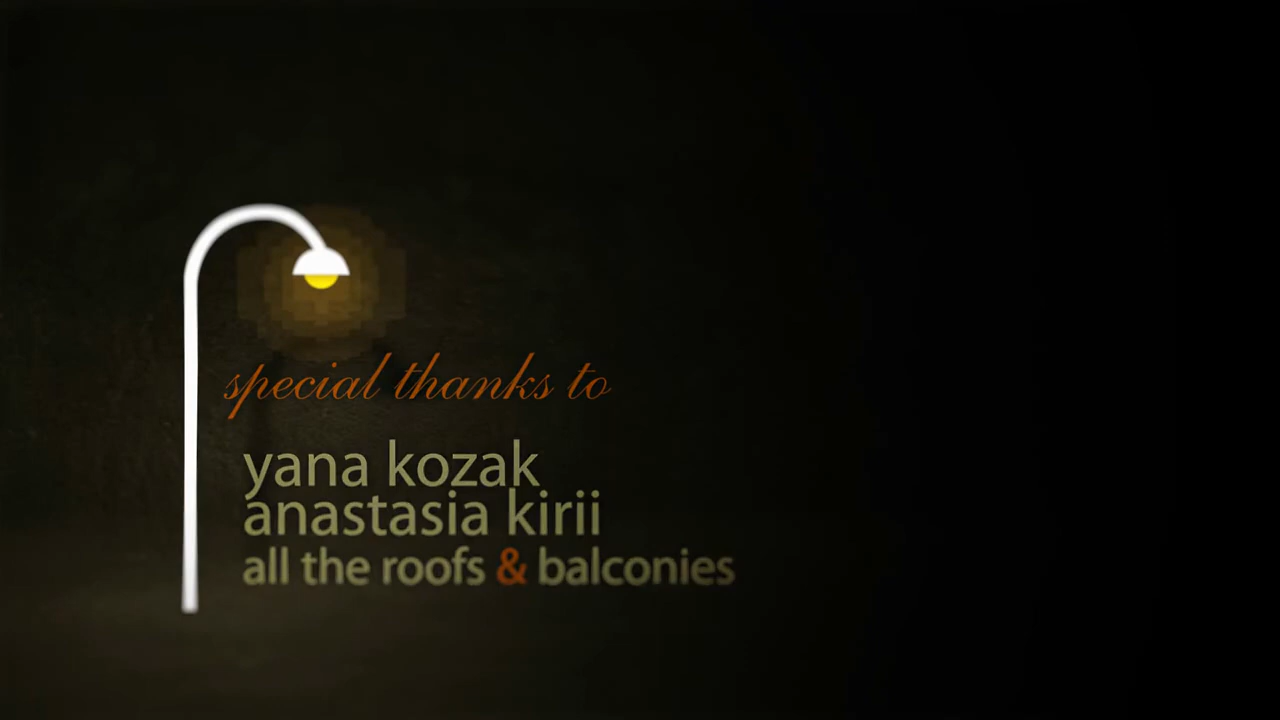 special thanks to
yana kozak
anastasia kirii
all the roofs & balconies